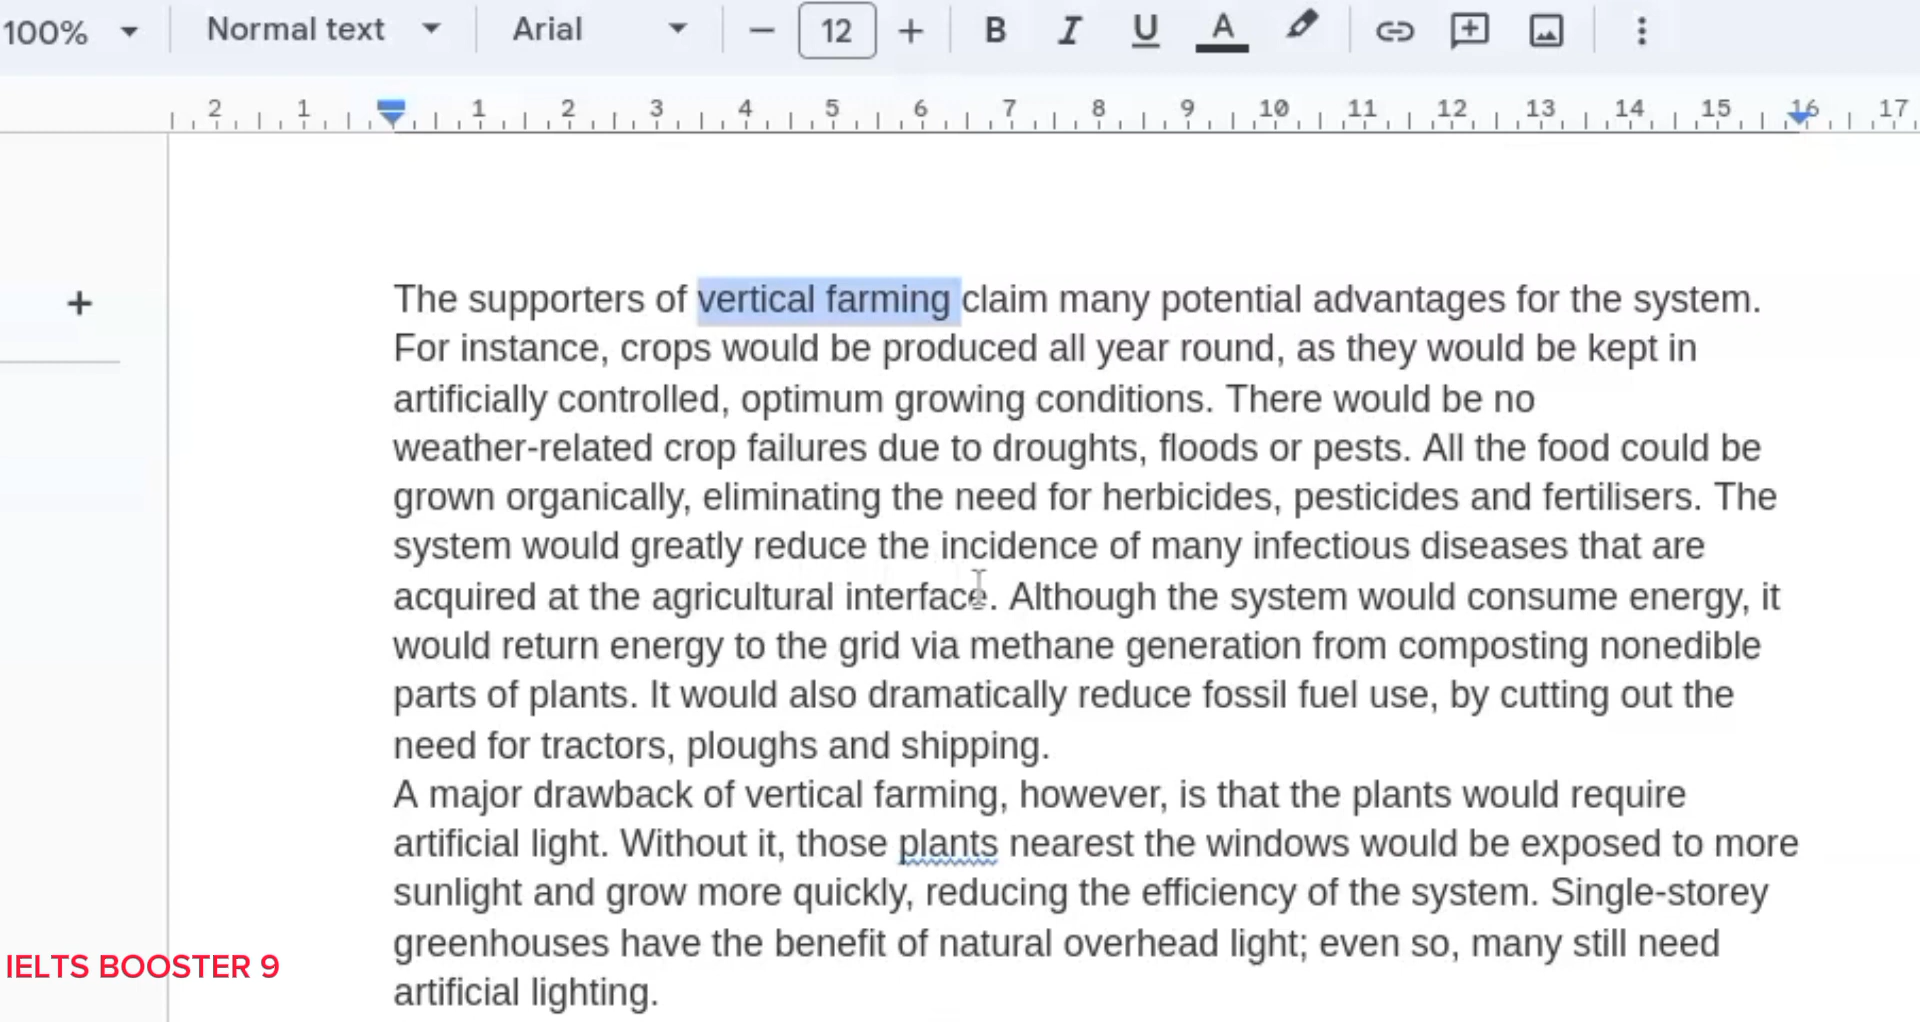 100% Normal text Arial — 12 + B I U A
2 1 1 2 3 4 5 6 7 8 9 10 11 12 13 14 15 16 17
+
The supporters of vertical farming claim many potential advantages for the system.
For instance, crops would be produced all year round, as they would be kept in
artificially controlled, optimum growing conditions. There would be no
weather-related crop failures due to droughts, floods or pests. All the food could be
grown organically, eliminating the need for herbicides, pesticides and fertilisers. The
system would greatly reduce the incidence of many infectious diseases that are
acquired at the agricultural interface. Although the system would consume energy, it
would return energy to the grid via methane generation from composting nonedible
parts of plants. It would also dramatically reduce fossil fuel use, by cutting out the
need for tractors, ploughs and shipping.
A major drawback of vertical farming, however, is that the plants would require
artificial light. Without it, those plants nearest the windows would be exposed to more
sunlight and grow more quickly, reducing the efficiency of the system. Single-storey
greenhouses have the benefit of natural overhead light; even so, many still need
artificial lighting.
IELTS BOOSTER 9